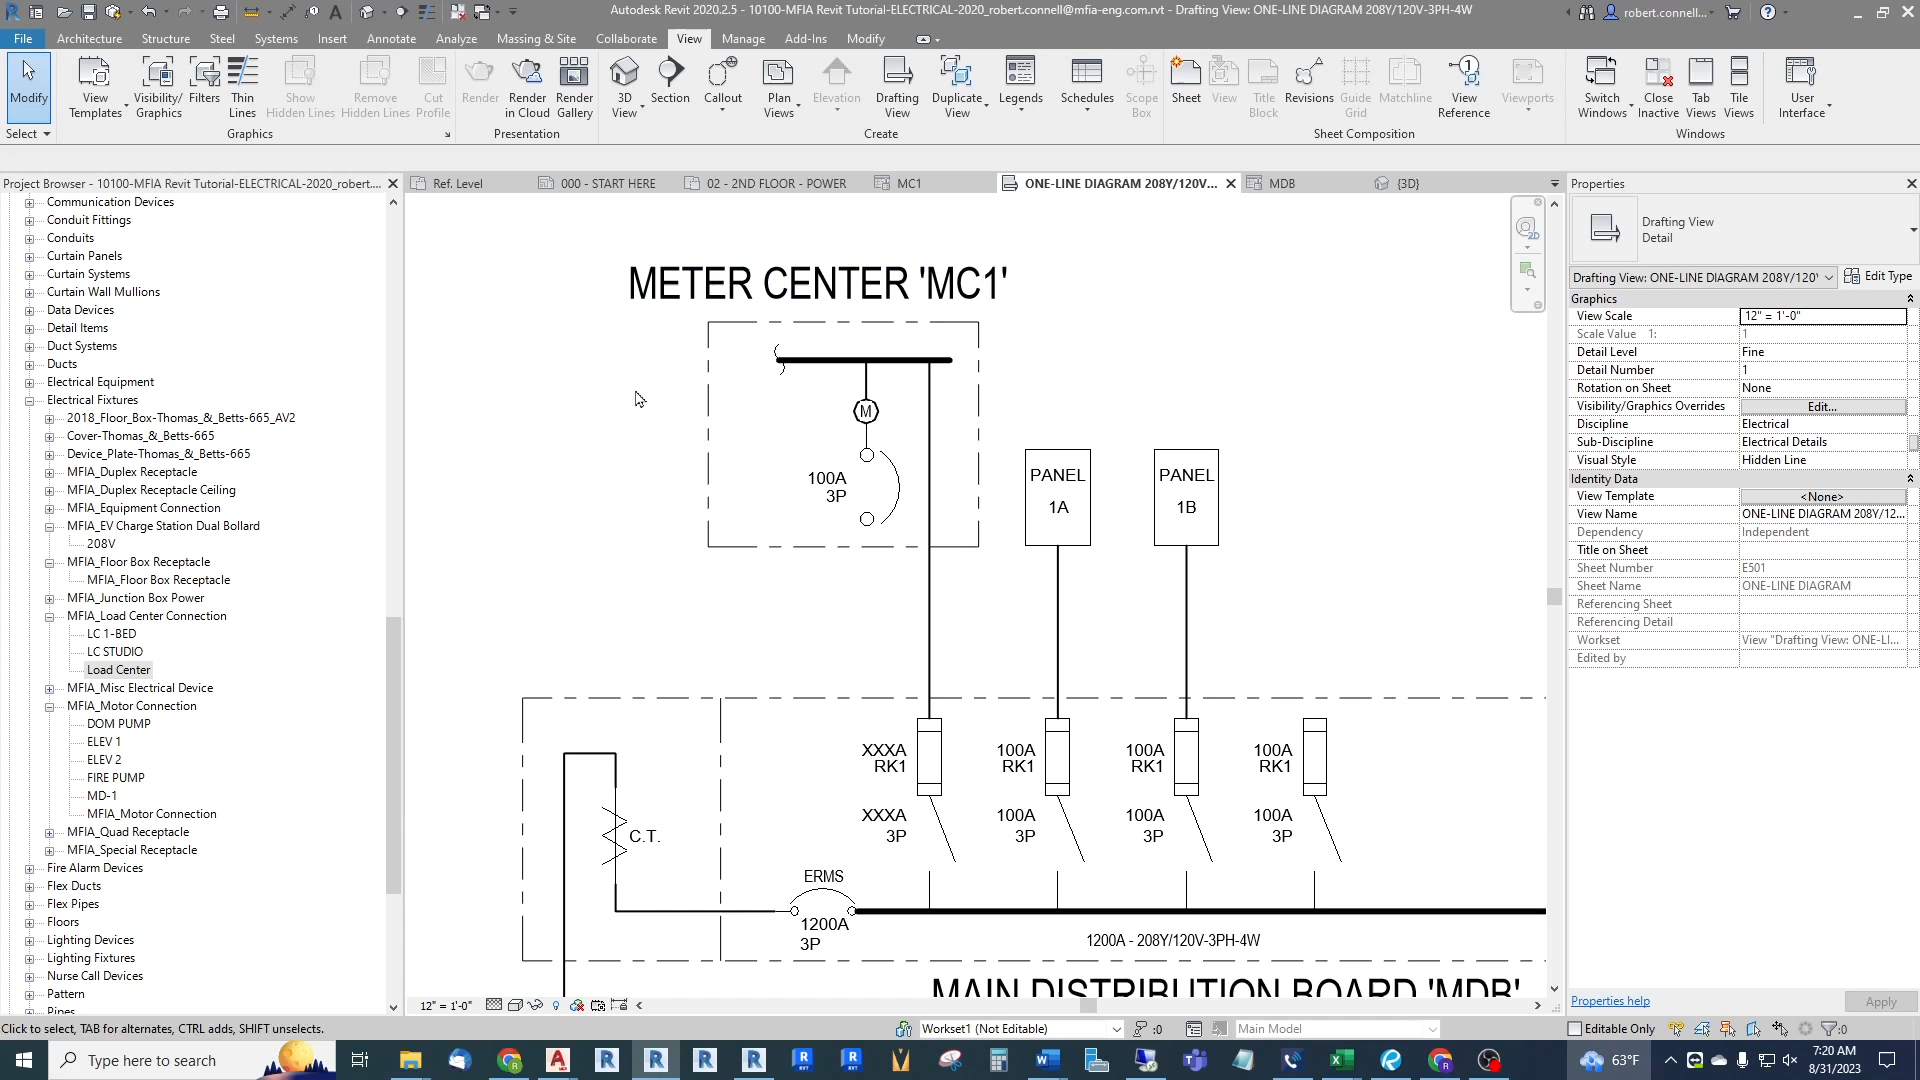 Autodesk Revit 2020.2.5 - 10100-MFIA Revit Tutorial-ELECTRICAL-2020_robert.connell@mfia-eng.com.rvt - Drafting View: ONE-LINE DIAGRAM 208Y/120V-3PH-4W
robert.connell...
File Architecture Structure Steel Systems Insert Annotate Analyze Massing & Site Collaborate View Manage Add-Ins Modify
Modify
View Templates
Visibility/ Graphics
Filters
Thin Lines
Show Hidden Lines
Remove Hidden Lines
Cut Profile
Render
Render in Cloud
Render Gallery
3D View
Section
Callout
Plan Views
Elevation
Drafting View
Duplicate View
Legends
Schedules
Scope Box
Sheet
View
Title Block
Revisions
Guide Grid
Matchline
View Reference
Viewports
Switch Windows
Close Inactive
Tab Views
Tile Views
User Interface
Select Graphics Presentation Create Sheet Composition Windows
Project Browser - 10100-MFIA Revit Tutorial-ELECTRICAL-2020_robert....
Communication Devices
Conduit Fittings
Conduits
Curtain Panels
Curtain Systems
Curtain Wall Mullions
Data Devices
Detail Items
Duct Systems
Ducts
Electrical Equipment
Electrical Fixtures
2018_Floor_Box-Thomas_&_Betts-665_AV2
Cover-Thomas_&_Betts-665
Device_Plate-Thomas_&_Betts-665
MFIA_Duplex Receptacle
MFIA_Duplex Receptacle Ceiling
MFIA_Equipment Connection
MFIA_EV Charge Station Dual Bollard
208V
MFIA_Floor Box Receptacle
MFIA_Floor Box Receptacle
MFIA_Junction Box Power
MFIA_Load Center Connection
LC 1-BED
LC STUDIO
Load Center
MFIA_Misc Electrical Device
MFIA_Motor Connection
DOM PUMP
ELEV 1
ELEV 2
FIRE PUMP
MD-1
MFIA_Motor Connection
MFIA_Quad Receptacle
MFIA_Special Receptacle
Fire Alarm Devices
Flex Ducts
Flex Pipes
Floors
Lighting Devices
Lighting Fixtures
Nurse Call Devices
Pattern
Pipes
Ref. Level
000 - START HERE
02 - 2ND FLOOR - POWER
MC1
ONE-LINE DIAGRAM 208Y/120V...
MDB
{3D}
2D
METER CENTER 'MC1'
M
100A
3P
PANEL
1A
PANEL
1B
XXXA
RK1
100A
RK1
100A
RK1
100A
RK1
XXXA
3P
100A
3P
100A
3P
100A
3P
C.T.
ERMS
1200A
3P
1200A - 208Y/120V-3PH-4W
MAIN DISTRIBUTION BOARD 'MDB'
12" = 1'-0"
Properties
Drafting View
Detail
Drafting View: ONE-LINE DIAGRAM 208Y/120'
Edit Type
Graphics
View Scale 12" = 1'-0"
Scale Value 1: 1
Detail Level Fine
Detail Number 1
Rotation on Sheet None
Visibility/Graphics Overrides Edit...
Discipline Electrical
Sub-Discipline Electrical Details
Visual Style Hidden Line
Identity Data
View Template <None>
View Name ONE-LINE DIAGRAM 208Y/12...
Dependency Independent
Title on Sheet
Sheet Number E501
Sheet Name ONE-LINE DIAGRAM
Referencing Sheet
Referencing Detail
Workset View "Drafting View: ONE-LI...
Edited by
Properties help
Apply
Click to select, TAB for alternates, CTRL adds, SHIFT unselects.
Workset1 (Not Editable)
:0
Main Model
Editable Only
:0
Type here to search
63°F
7:20 AM
8/31/2023